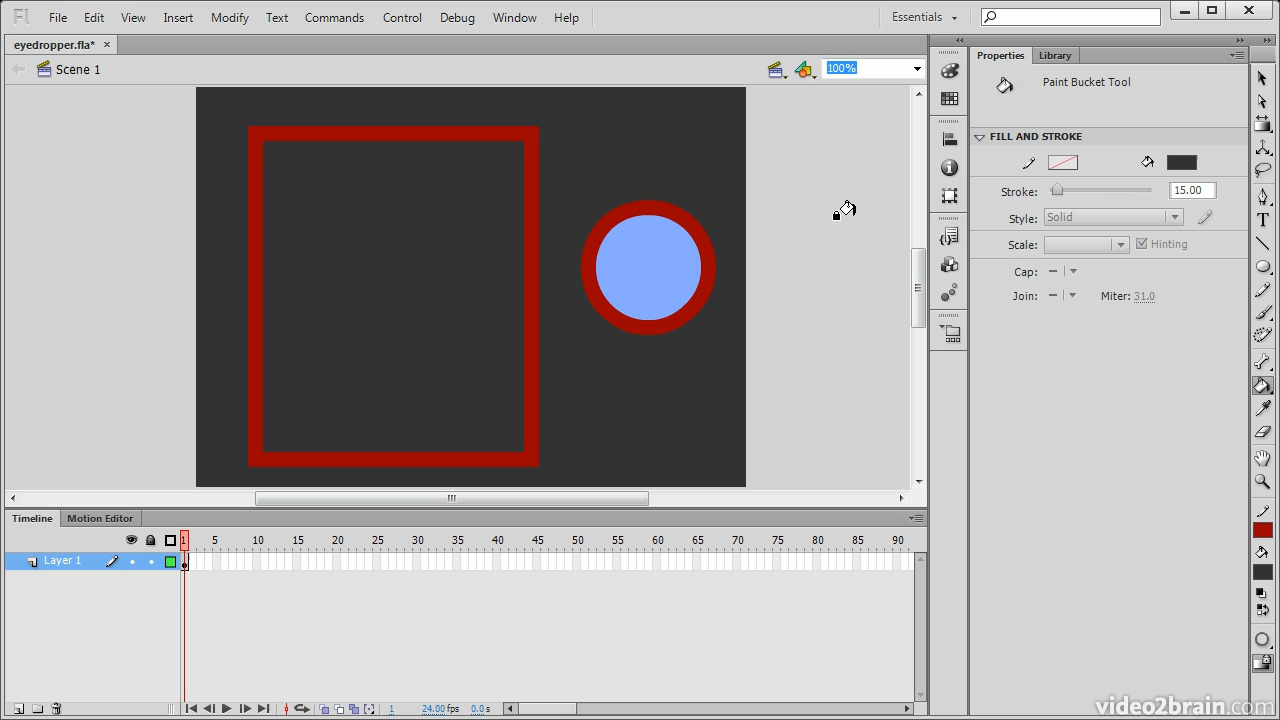 Fl File Edit View Insert Modify Text Commands Control Debug Window Help Essentials
eyedropper.fla* ×
Scene 1 100%
Properties Library
Paint Bucket Tool
FILL AND STROKE
Stroke: 15.00
Style: Solid
Scale: Hinting
Cap:
Join: Miter: 31.0
Timeline Motion Editor
1 5 10 15 20 25 30 35 40 45 50 55 60 65 70 75 80 85 90
Layer 1
1 24.00 fps 0.0 s
video2brain.com